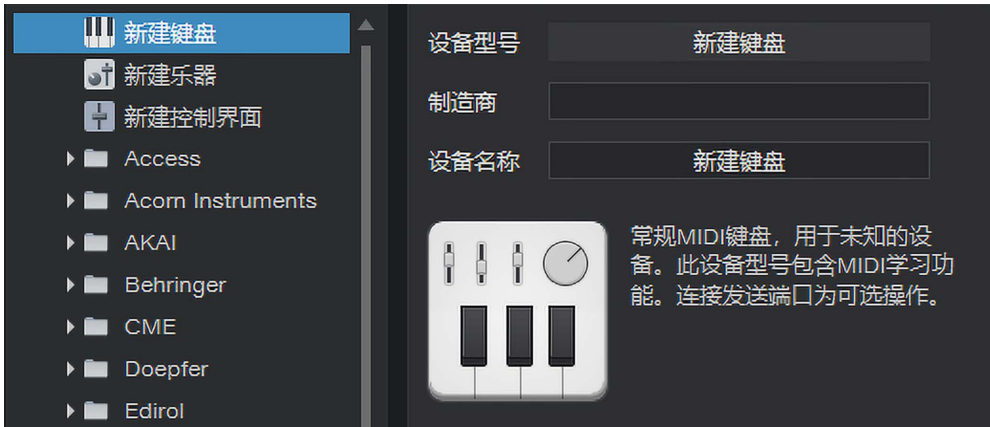 新建键盘
新建乐器
新建控制界面
Access
Acorn Instruments
AKAI
Behringer
CME
Doepfer
Edirol
设备型号 新建键盘
制造商
设备名称 新建键盘
常规MIDI键盘，用于未知的设
备。此设备型号包含MIDI学习功
能。连接发送端口为可选操作。